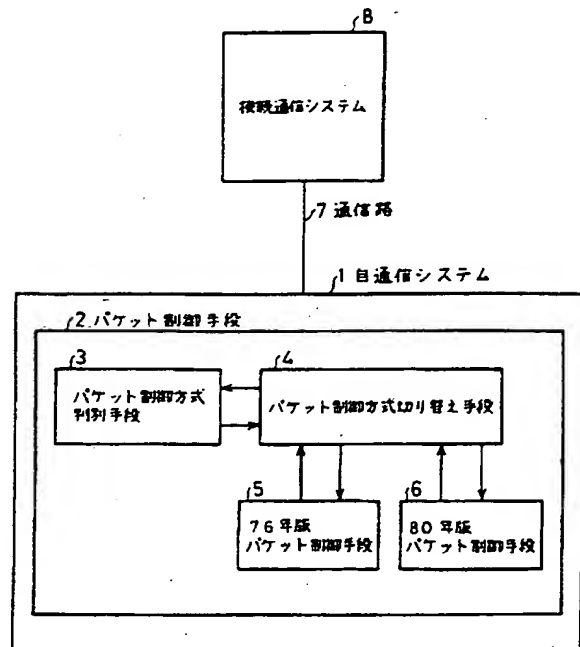 8
接続通信システム
7 通信路
1 自通信システム
2. パケット制御手段
3
パケット制御方式
判別手段
4
パケット制御方式切り替え手段
5
76年版
パケット制御手段
6
80年版
パケット制御手段